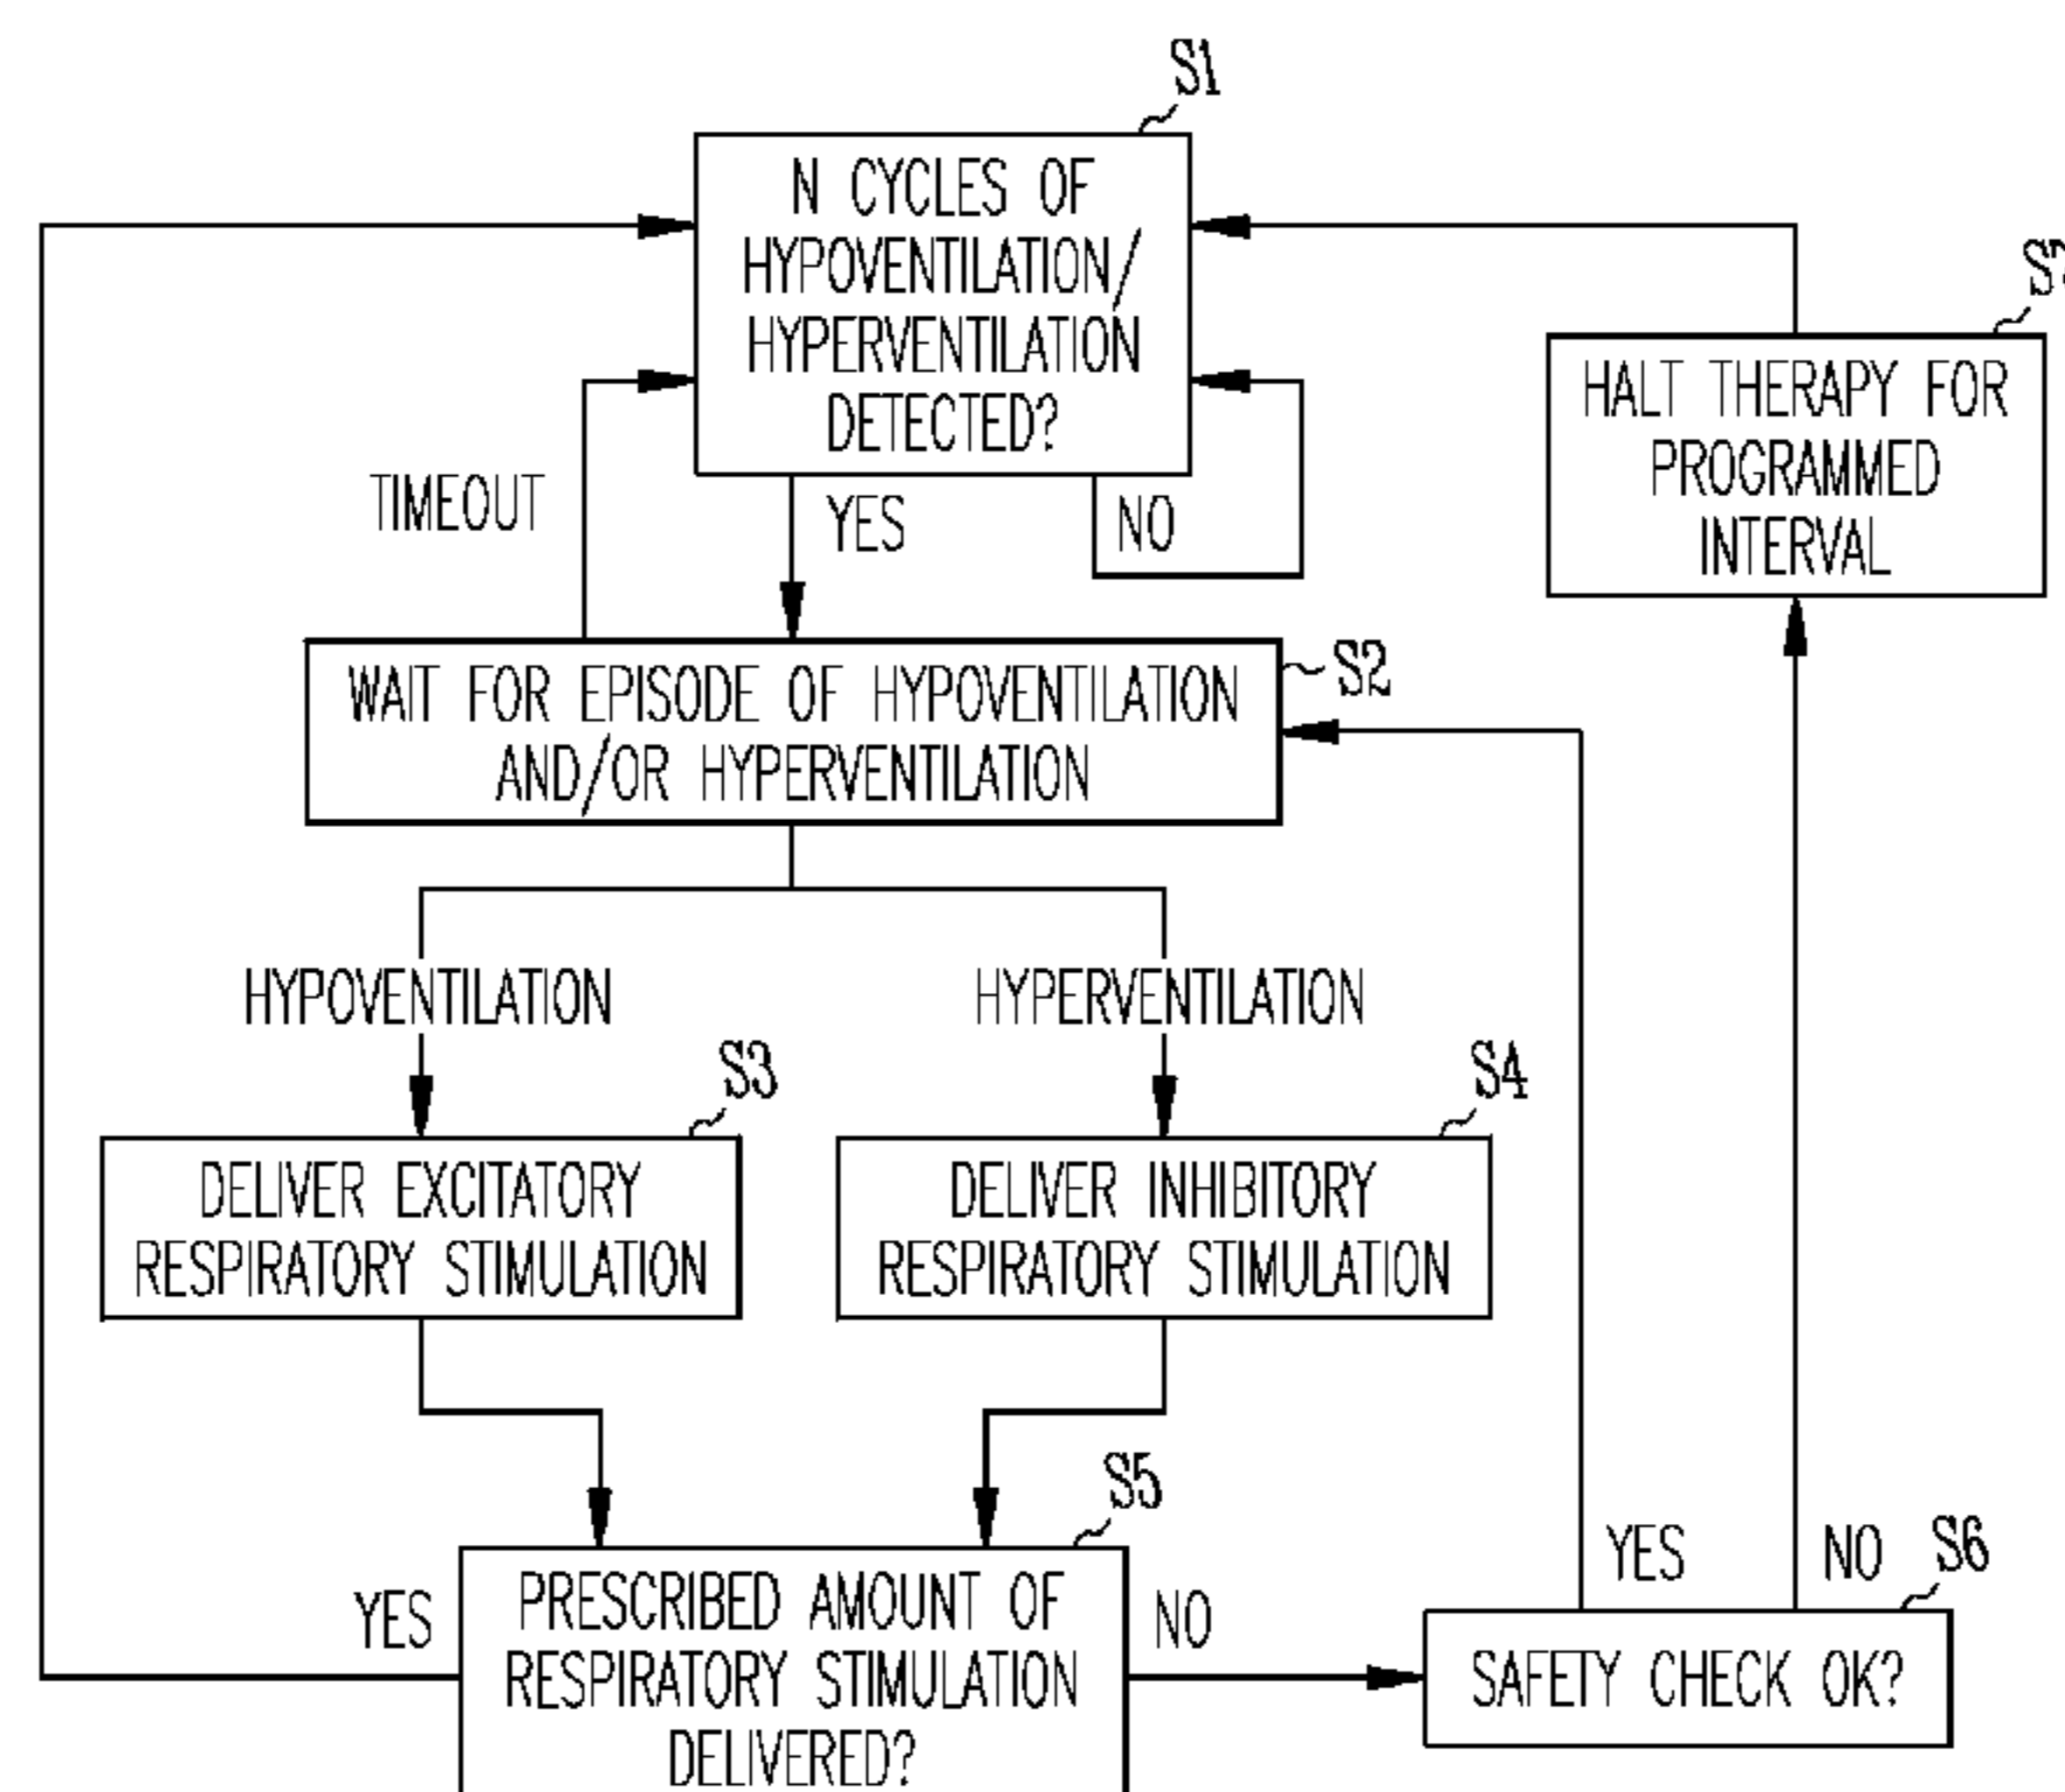 S1
N CYCLES OF
HYPOVENTILATION/
HYPERVENTILATION
DETECTED?
HALT THERAPY FOR
PROGRAMMED
INTERVAL
TIMEOUT
YES
NO
WAIT FOR EPISODE OF HYPOVENTILATION
AND/OR HYPERVENTILATION
S2
HYPOVENTILATION
HYPERVENTILATION
S3
S4
DELIVER EXCITATORY
RESPIRATORY STIMULATION
DELIVER INHIBITORY
RESPIRATORY STIMULATION
S5
YES
PRESCRIBED AMOUNT OF
RESPIRATORY STIMULATION
DELIVERED?
NO
YES
NO
S6
SAFETY CHECK OK?